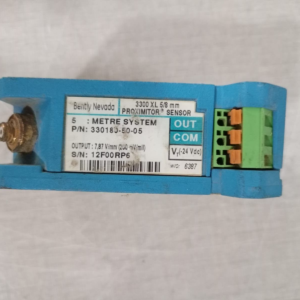 Bently Nevada
3300 XL 5/8 mm
PROXIMITOR® SENSOR
5 : METRE SYSTEM
P/N: 330180-50-05
OUTPUT : 7.87 V/mm (200 mV/mil)
S/N: 12F00RP6
OUT
COM
(-24 Vdc)
6387